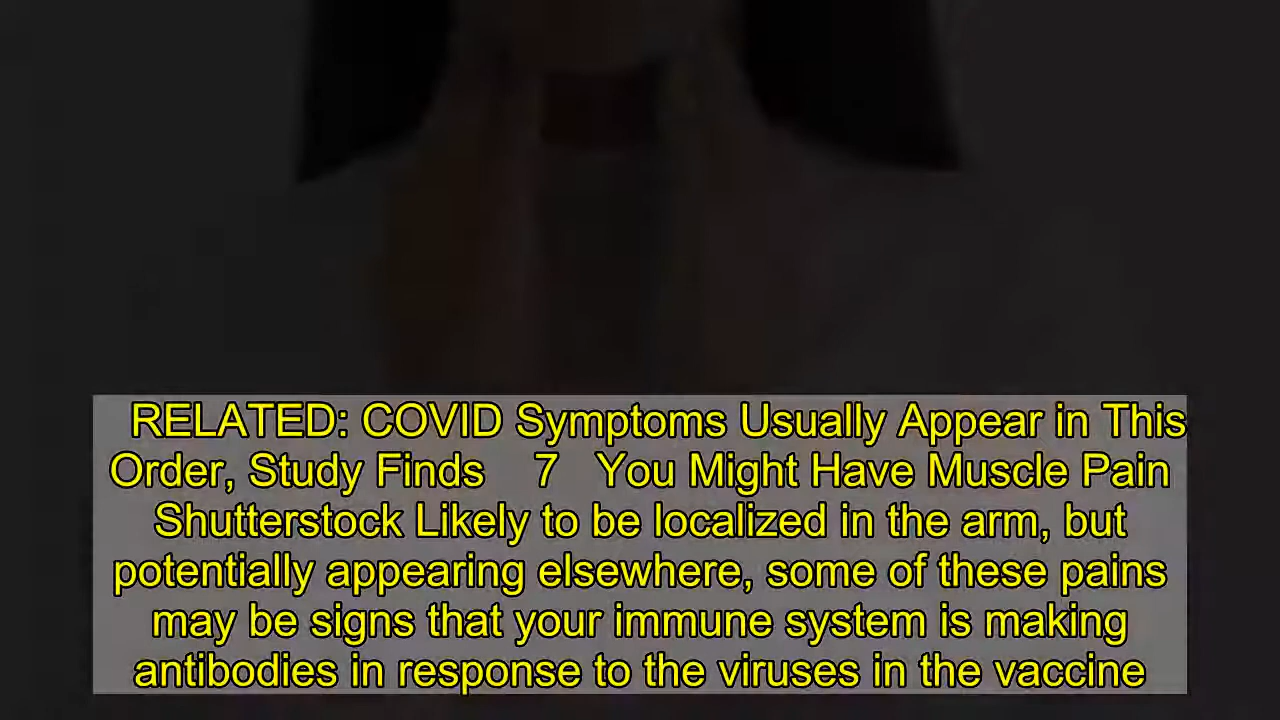 RELATED: COVID Symptoms Usually Appear in This
Order, Study Finds 7 You Might Have Muscle Pain
Shutterstock Likely to be localized in the arm, but
potentially appearing elsewhere, some of these pains
may be signs that your immune system is making
antibodies in response to the viruses in the vaccine